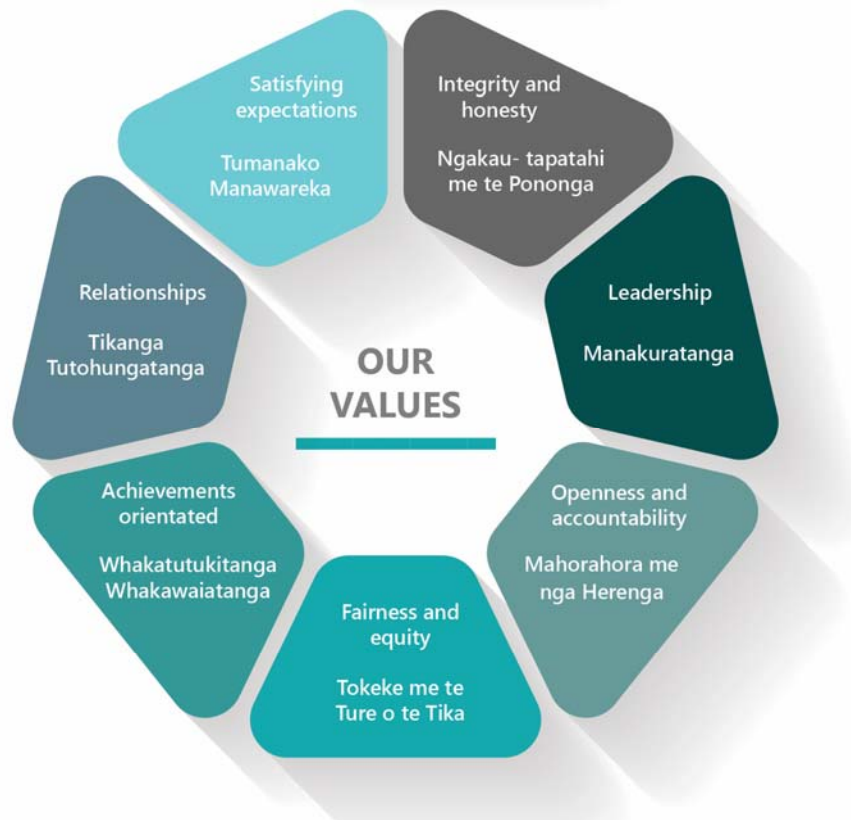 OUR
VALUES
Integrity and
honesty
Ngakau- tapatahi
me te Pononga
Leadership
Manakuratanga
Openness and
accountability
Mahorahora me
nga Herenga
Fairness and
equity
Tokeke me te
Ture o te Tika
Achievements
orientated
Whakatutukitanga
Whakawaiatanga
Relationships
Tikanga
Tutohungatanga
Satisfying
expectations
Tumanako
Manawareka